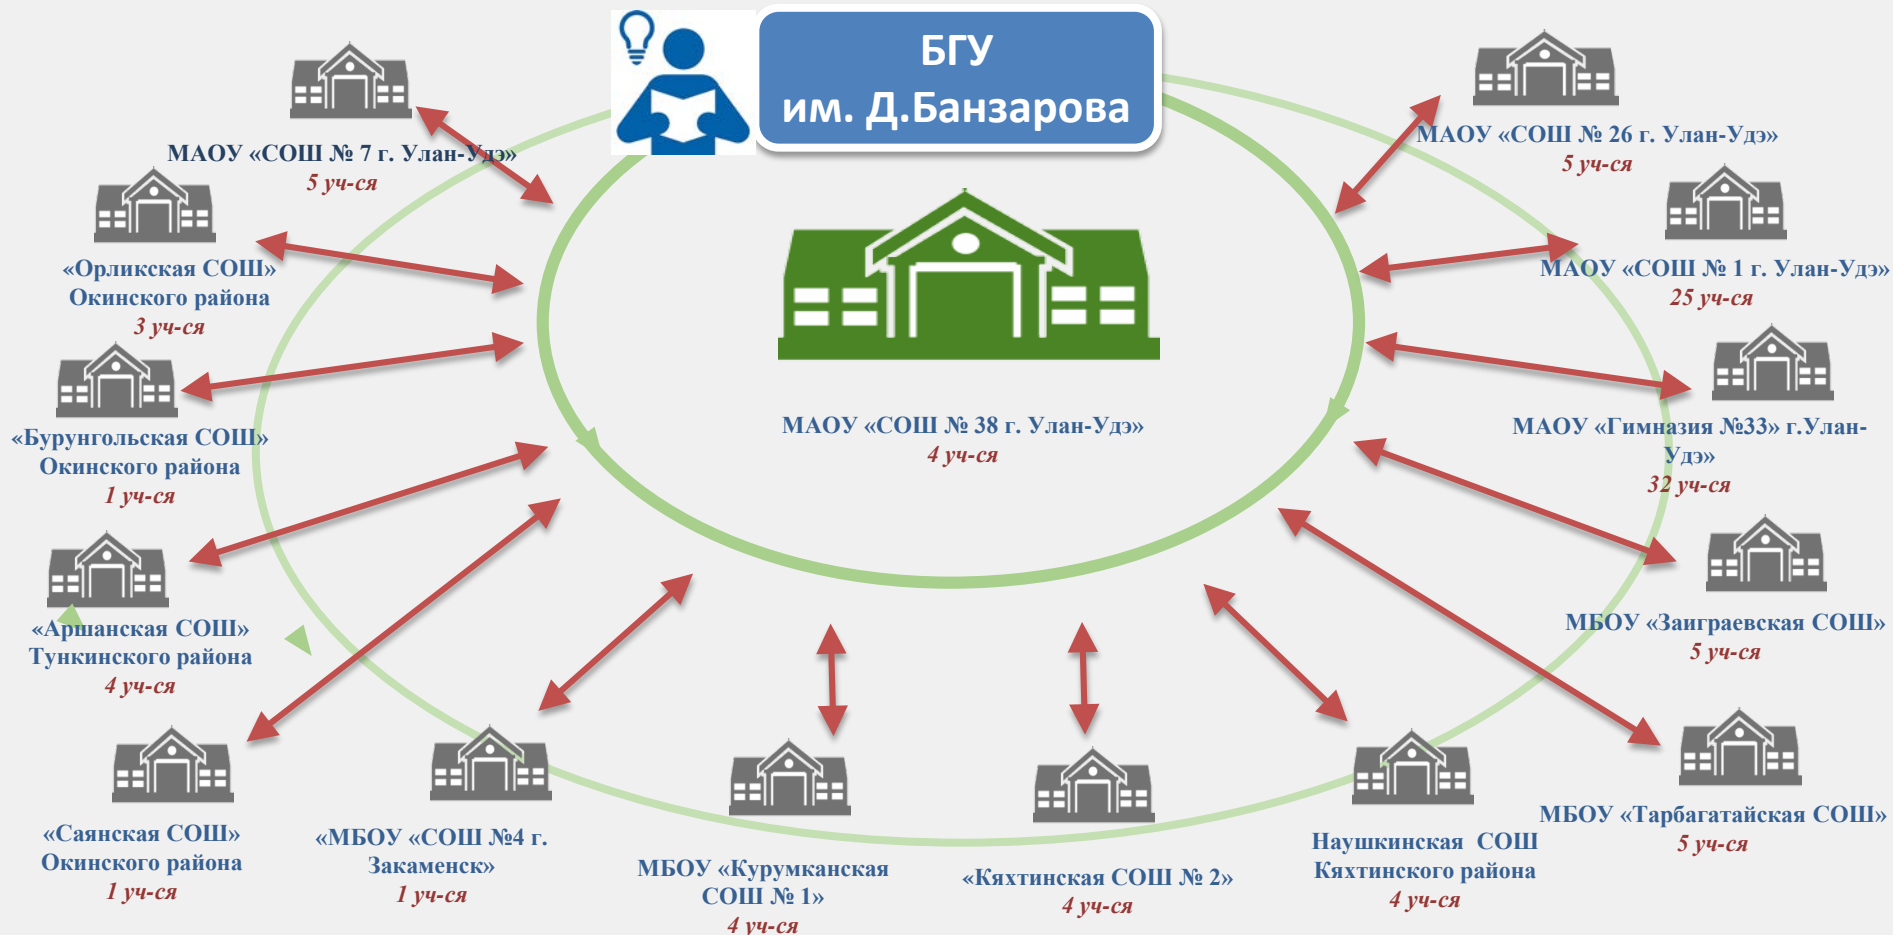 БГУ
им. Д.Банзарова
МАОУ «СОШ № 7 г. Улан-Удэ»
5 уч-ся
«Орликская СОШ»
Окинского района
3 уч-ся
«Бурунгольская СОШ»
Окинского района
1 уч-ся
«Аршанская СОШ»
Тункинского района
4 уч-ся
«Саянская СОШ»
Окинского района
1 уч-ся
«МБОУ «СОШ №4 г.
Закаменск»
1 уч-ся
МБОУ «Курумканская
СОШ № 1»
4 уч-ся
«Кяхтинская СОШ № 2»
4 уч-ся
Наушкинская СОШ
Кяхтинского района
4 уч-ся
МБОУ «Тарбагатайская СОШ»
5 уч-ся
МБОУ «Заиграевская СОШ»
5 уч-ся
МАОУ «Гимназия №33» г.Улан-
Удэ»
32 уч-ся
МАОУ «СОШ № 1 г. Улан-Удэ»
25 уч-ся
МАОУ «СОШ № 26 г. Улан-Удэ»
5 уч-ся
МАОУ «СОШ № 38 г. Улан-Удэ»
4 уч-ся